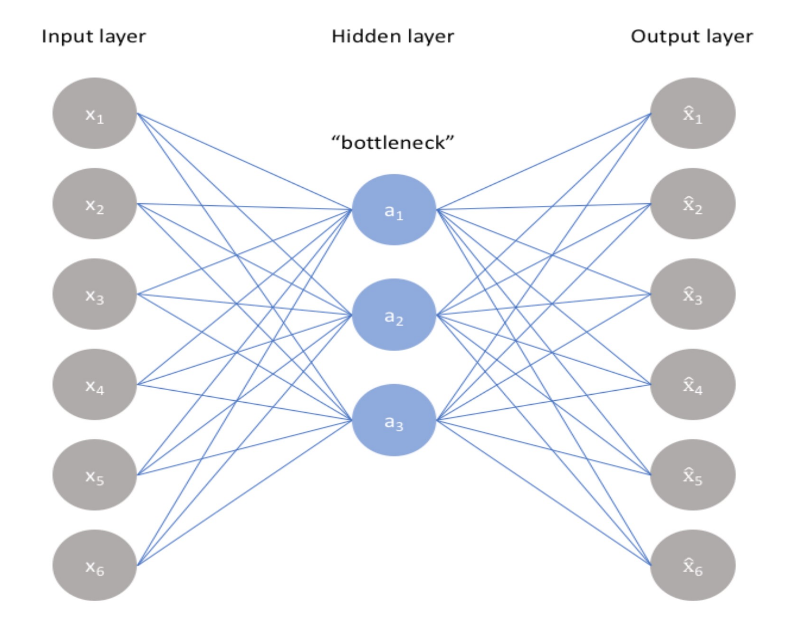 Input layer
Hidden layer
Output layer
“bottleneck”
x₁
x₂
x₃
x₄
x₅
x₆
a₁
a₂
a₃
x̂₁
x̂₂
x̂₃
x̂₄
x̂₅
x̂₆